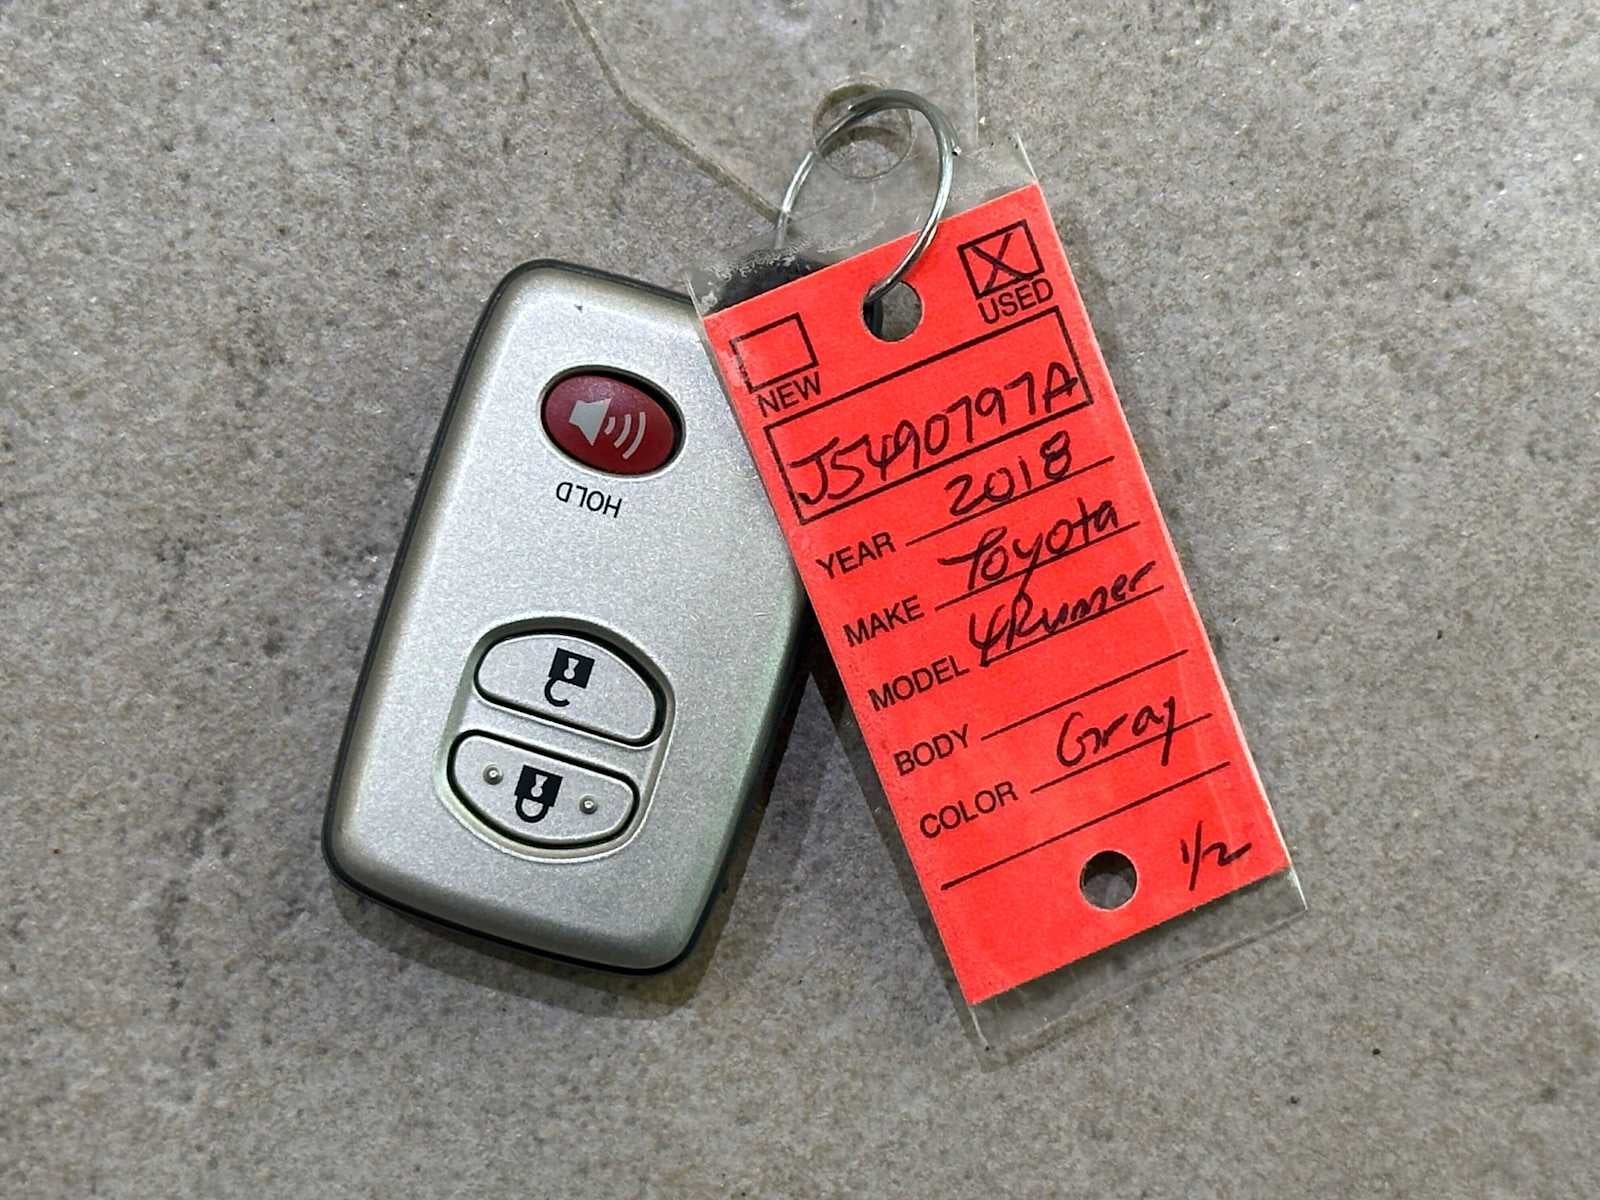 HOLD
USED
NEW
J5490797A
YEAR 2018
MAKE Toyota
MODEL 4Runner
BODY
COLOR Gray
1/2